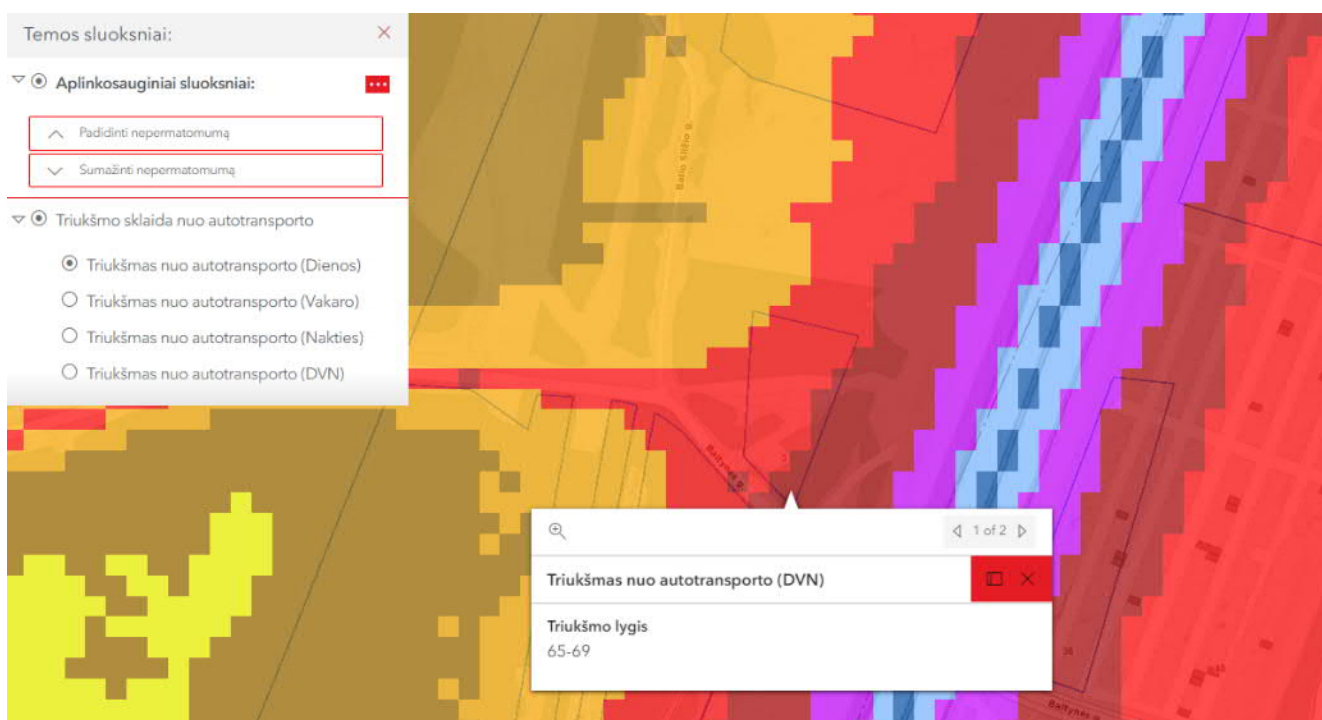 Temos sluoksniai:
Aplinkosauginiai sluoksniai:
Padidinti nepermatomumą
Sumažinti nepermatomumą
Triukšmo sklaida nuo autotransporto
Triukšmas nuo autotransporto (Dienos)
Triukšmas nuo autotransporto (Vakaro)
Triukšmas nuo autotransporto (Nakties)
Triukšmas nuo autotransporto (DVN)
1 of 2
Triukšmas nuo autotransporto (DVN)
Triukšmo lygis
65-69